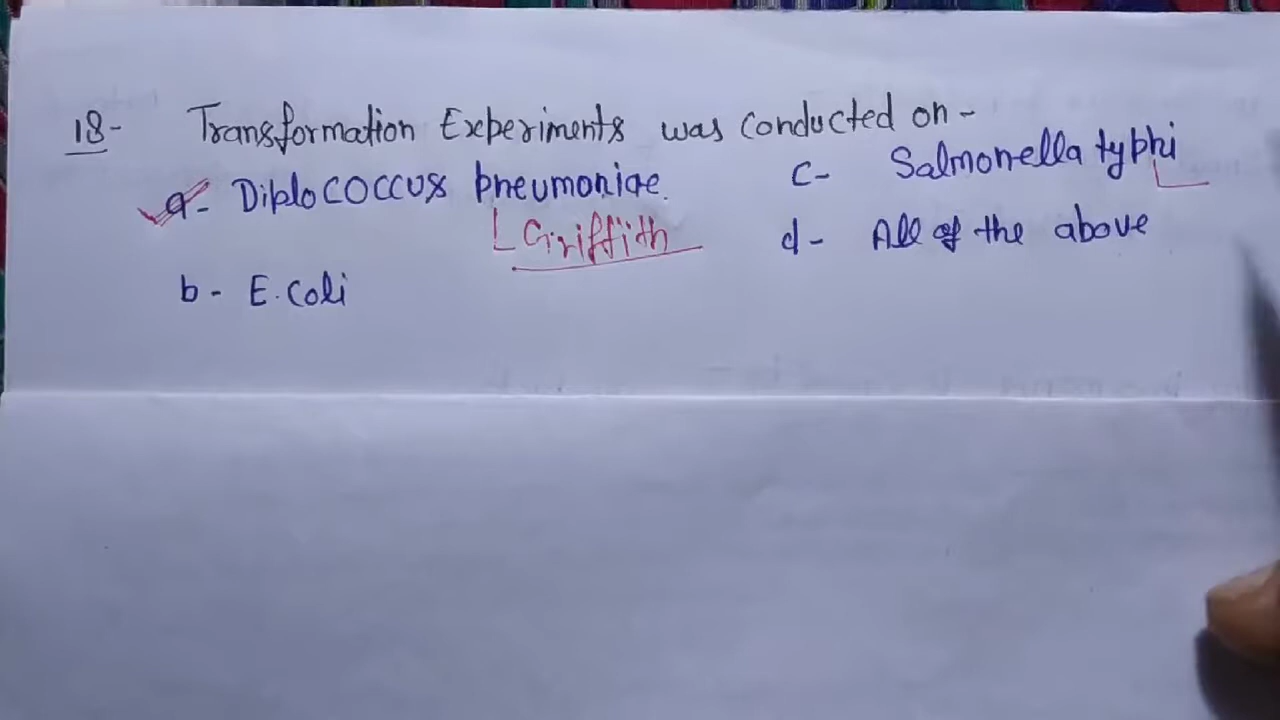 18- Transformation Experiments was conducted on -
a- Diplococcus pneumoniae.
Griffith
b- E. Coli
c- Salmonella typhi
d- All of the above